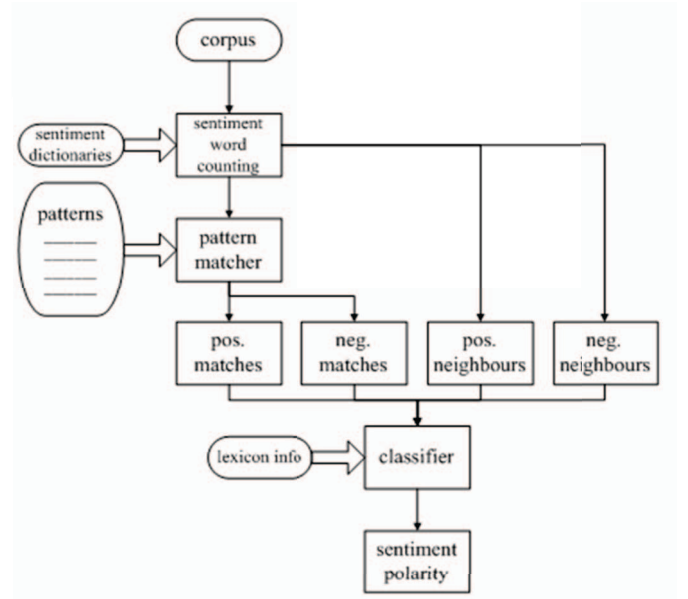 corpus
sentiment
dictionaries
sentiment
word
counting
patterns
pattern
matcher
pos.
matches
neg.
matches
pos.
neighbours
neg.
neighbours
lexicon info
classifier
sentiment
polarity